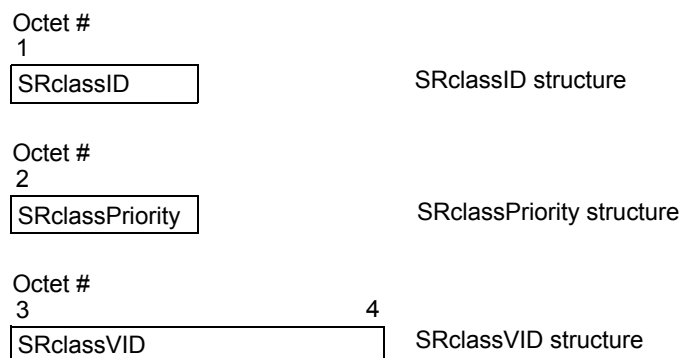 Octet #
1
SRclassID SRclassID structure
Octet #
2
SRclassPriority SRclassPriority structure
Octet #
3 4
SRclassVID SRclassVID structure